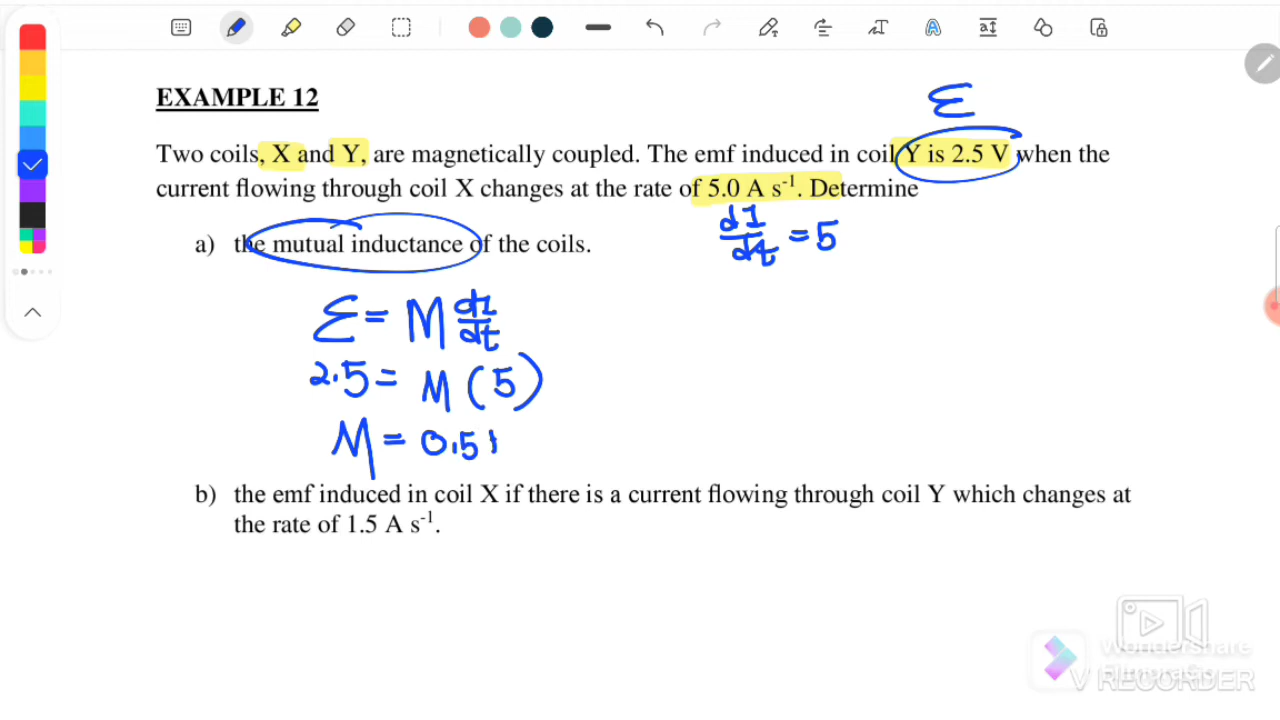 EXAMPLE 12
ε
Two coils, X and Y, are magnetically coupled. The emf induced in coil Y is 2.5 V when the
current flowing through coil X changes at the rate of 5.0 A s⁻¹. Determine
dI/dt = 5
a) the mutual inductance of the coils.
ε = M dI/dt
2.5 = M (5)
M = 0.5
b) the emf induced in coil X if there is a current flowing through coil Y which changes at
the rate of 1.5 A s⁻¹.
Wondershare
FilmoraGo
V RECORDER